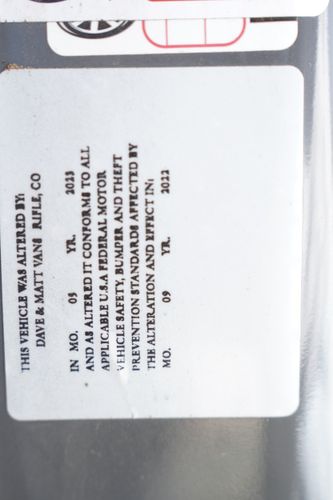 THIS VEHICLE WAS ALTERED BY:
DAVE & MATT VANS RIFLE, CO
IN MO. 05 YR. 2023
AND AS ALTERED IT CONFORMS TO ALL
APPLICABLE U.S.A FEDERAL MOTOR
VEHICLE SAFETY, BUMPER AND THEFT
PREVENTION STANDARDS AFFECTED BY
THE ALTERATION AND EFFECT IN:
MO. 09 YR. 2022